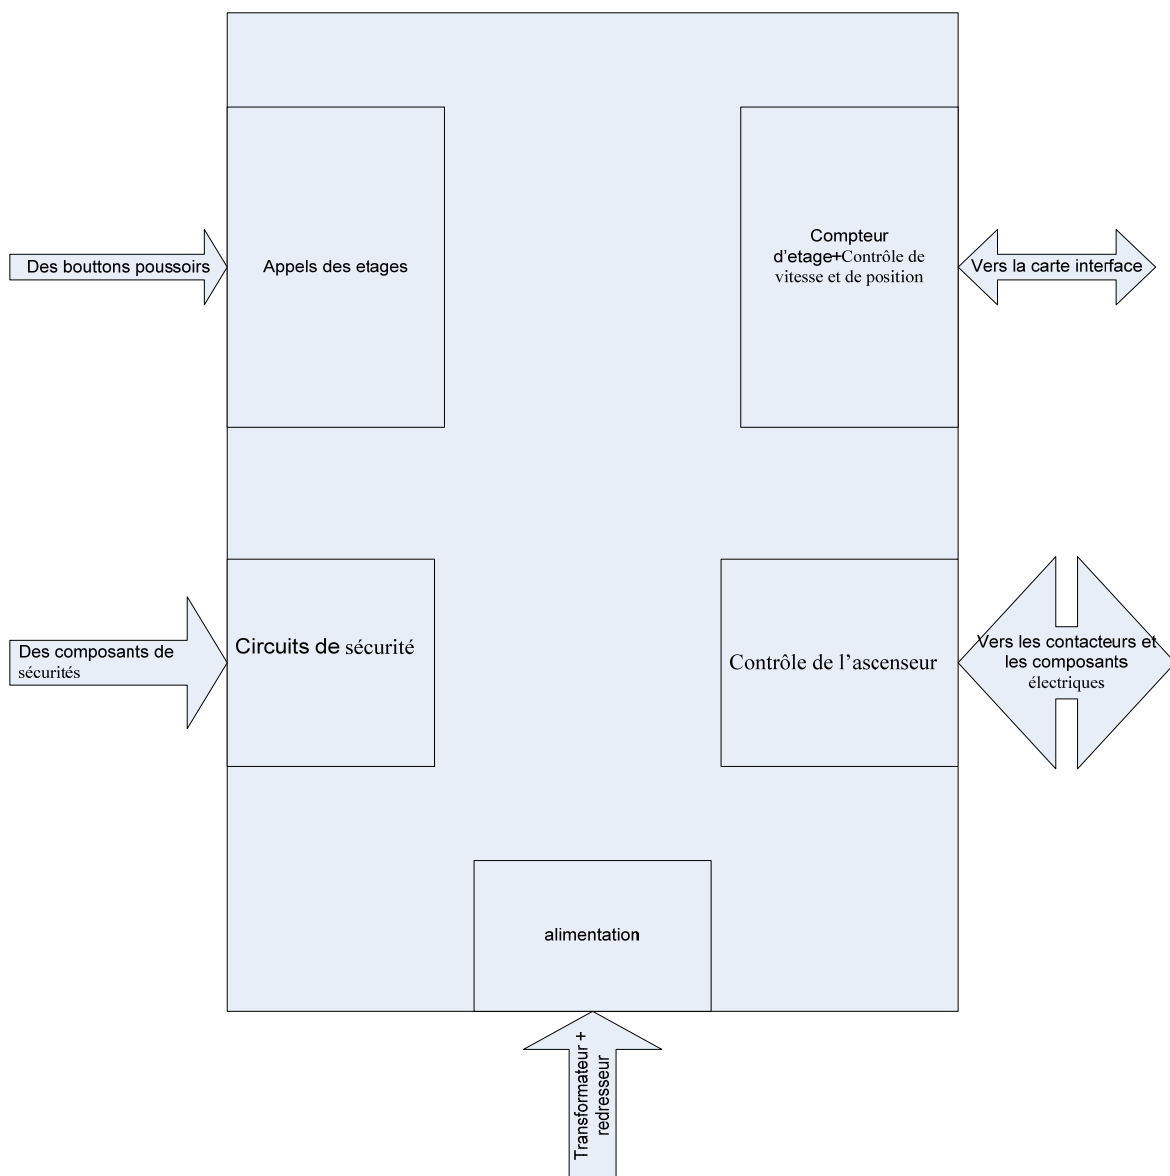 Des bouttons poussoirs
Appels des etages
Compteur
d'etage+Contrôle de
vitesse et de position
Vers la carte interface
Des composants de
sécurités
Circuits de sécurité
Contrôle de l'ascenseur
Vers les contacteurs et
les composants
électriques
alimentation
Transformateur +
redresseur